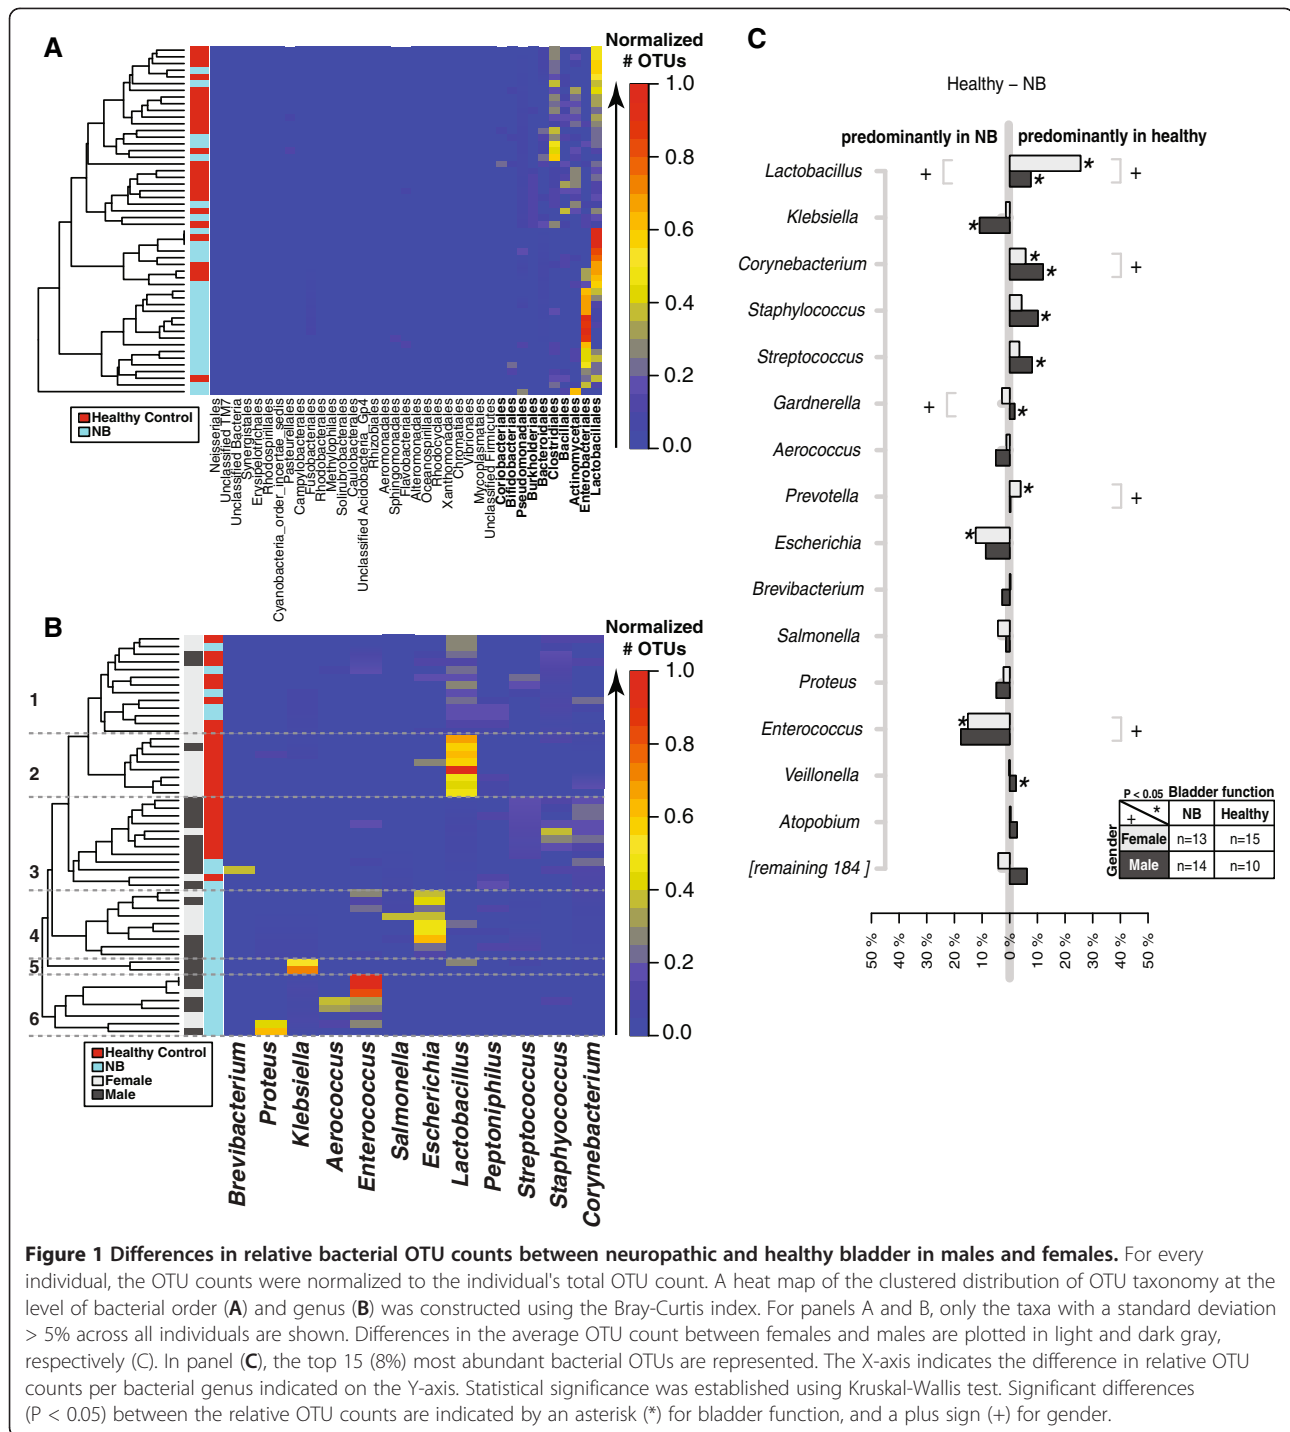 A
Normalized
# OTUs
1.0
0.8
0.6
0.4
0.2
0.0
Healthy Control
NB
Neisseriales
Unclassified TM7
Unclassified Bacteria
Synergistales
Erysipelotrichales
Rhodospirillales
Cyanobacteria_order_incertae_sedis
Pasteurellales
Campylobacterales
Fusobacteriales
Rhodobacterales
Methylophilales
Solirubrobacterales
Caulobacterales
Unclassified Acidobacteria_Gp4
Rhizobiales
Aeromonadales
Sphingomonadales
Flavobacteriales
Alteromonadales
Oceanospirillales
Rhodocyclales
Xanthomonadales
Chromatiales
Vibrionales
Mycoplasmatales
Unclassified Firmicutes
Coriobacteriales
Bifidobacteriales
Pseudomonadales
Burkholderiales
Bacteroidales
Clostridiales
Bacillales
Actinomycetales
Enterobacteriales
Lactobacillales
B
Normalized
# OTUs
1.0
0.8
0.6
0.4
0.2
0.0
1
2
3
4
5
6
Healthy Control
NB
Female
Male
Brevibacterium
Proteus
Klebsiella
Aerococcus
Enterococcus
Salmonella
Escherichia
Lactobacillus
Peptoniphilus
Streptococcus
Staphyococcus
Corynebacterium
C
Healthy – NB
predominantly in NB predominantly in healthy
Lactobacillus + * * +
Klebsiella *
Corynebacterium * * +
Staphylococcus *
Streptococcus *
Gardnerella + *
Aerococcus
Prevotella * +
Escherichia *
Brevibacterium
Salmonella
Proteus
Enterococcus * +
Veillonella *
Atopobium
[remaining 184 ]
50 % 40 % 30 % 20 % 10 % 0 % 10 % 20 % 30 % 40 % 50 %
P < 0.05 Bladder function
+ * NB Healthy
Gender
Female n=13 n=15
Male n=14 n=10
Figure 1 Differences in relative bacterial OTU counts between neuropathic and healthy bladder in males and females. For every
individual, the OTU counts were normalized to the individual's total OTU count. A heat map of the clustered distribution of OTU taxonomy at the
level of bacterial order (A) and genus (B) was constructed using the Bray-Curtis index. For panels A and B, only the taxa with a standard deviation
> 5% across all individuals are shown. Differences in the average OTU count between females and males are plotted in light and dark gray,
respectively (C). In panel (C), the top 15 (8%) most abundant bacterial OTUs are represented. The X-axis indicates the difference in relative OTU
counts per bacterial genus indicated on the Y-axis. Statistical significance was established using Kruskal-Wallis test. Significant differences
(P < 0.05) between the relative OTU counts are indicated by an asterisk (*) for bladder function, and a plus sign (+) for gender.